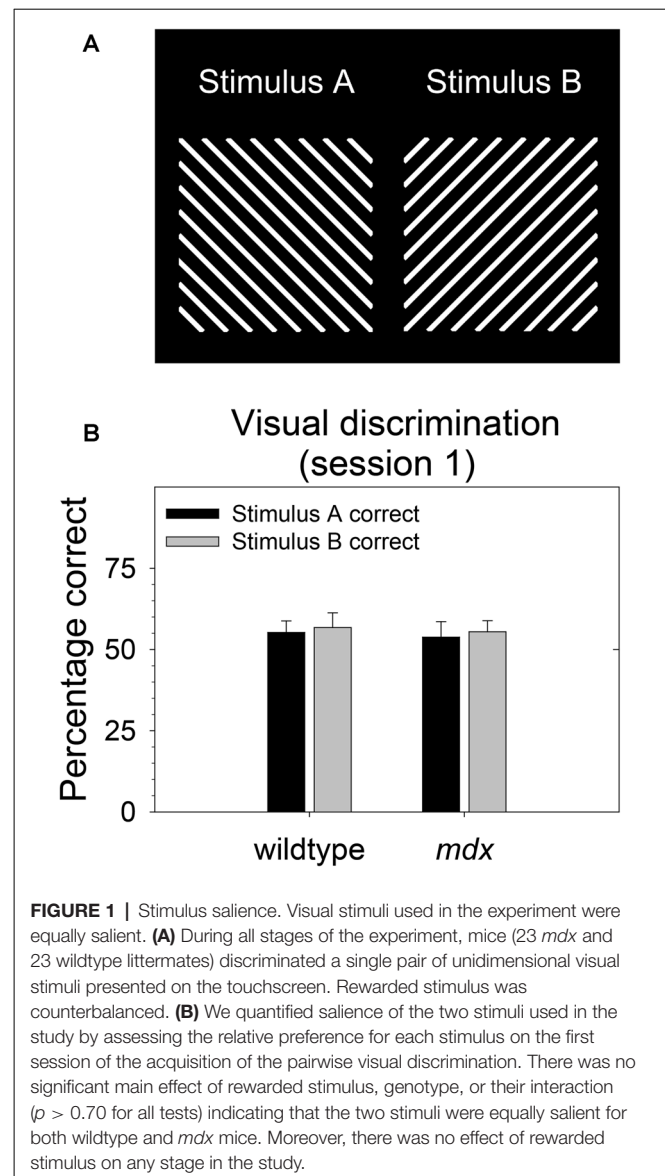 A
Stimulus A Stimulus B
B
Visual discrimination
(session 1)
Percentage correct
75
50
25
0
Stimulus A correct
Stimulus B correct
wildtype mdx
FIGURE 1 | Stimulus salience. Visual stimuli used in the experiment were
equally salient. (A) During all stages of the experiment, mice (23 mdx and
23 wildtype littermates) discriminated a single pair of unidimensional visual
stimuli presented on the touchscreen. Rewarded stimulus was
counterbalanced. (B) We quantified salience of the two stimuli used in the
study by assessing the relative preference for each stimulus on the first
session of the acquisition of the pairwise visual discrimination. There was no
significant main effect of rewarded stimulus, genotype, or their interaction
(p > 0.70 for all tests) indicating that the two stimuli were equally salient for
both wildtype and mdx mice. Moreover, there was no effect of rewarded
stimulus on any stage in the study.